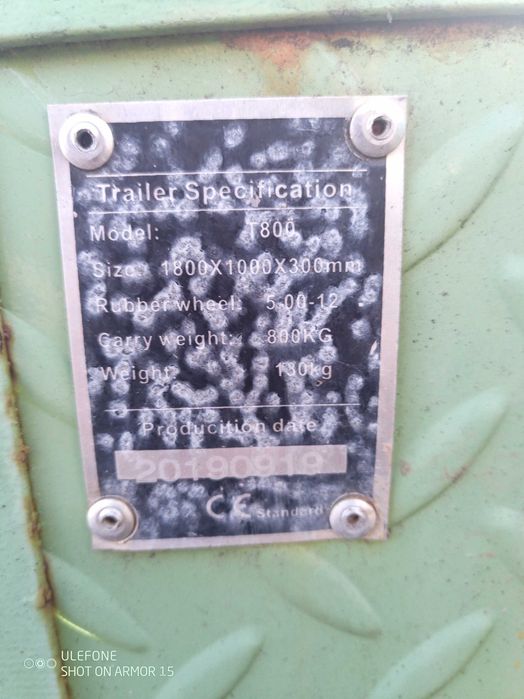 Trailer Specification
Model: T800
Size: 1800X1000X300mm
Rubber wheel: 5.00-12
Carry weight: 800KG
Weight: 130kg
Producition date
20190919
CE Standard
ULEFONE
SHOT ON ARMOR 15